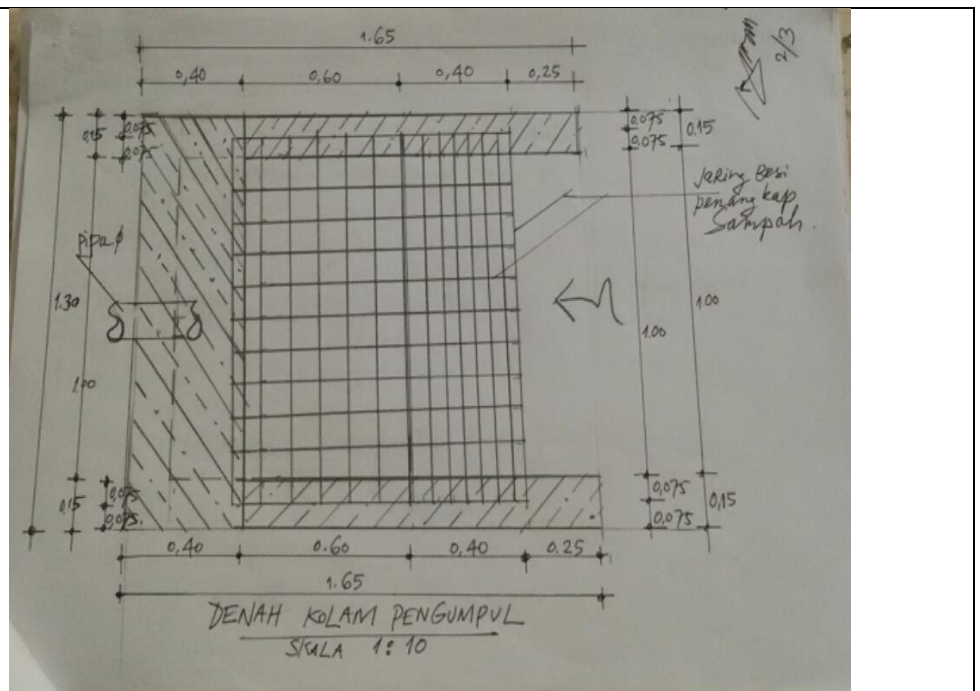 2/3
1.65
0,40 0,60 0,40 0,25
0,15
0,075
0,075
0,075
0,075
0.15
Jaring Besi
penangkap
Sampah.
pipa ϕ
1.30
1.00
1.00
1.00
0,15
0,075
0,075.
0,075
0,075
0,15
0,40 0.60 0,40 0.25
1.65
DENAH KOLAM PENGUMPUL
SKALA 1:10